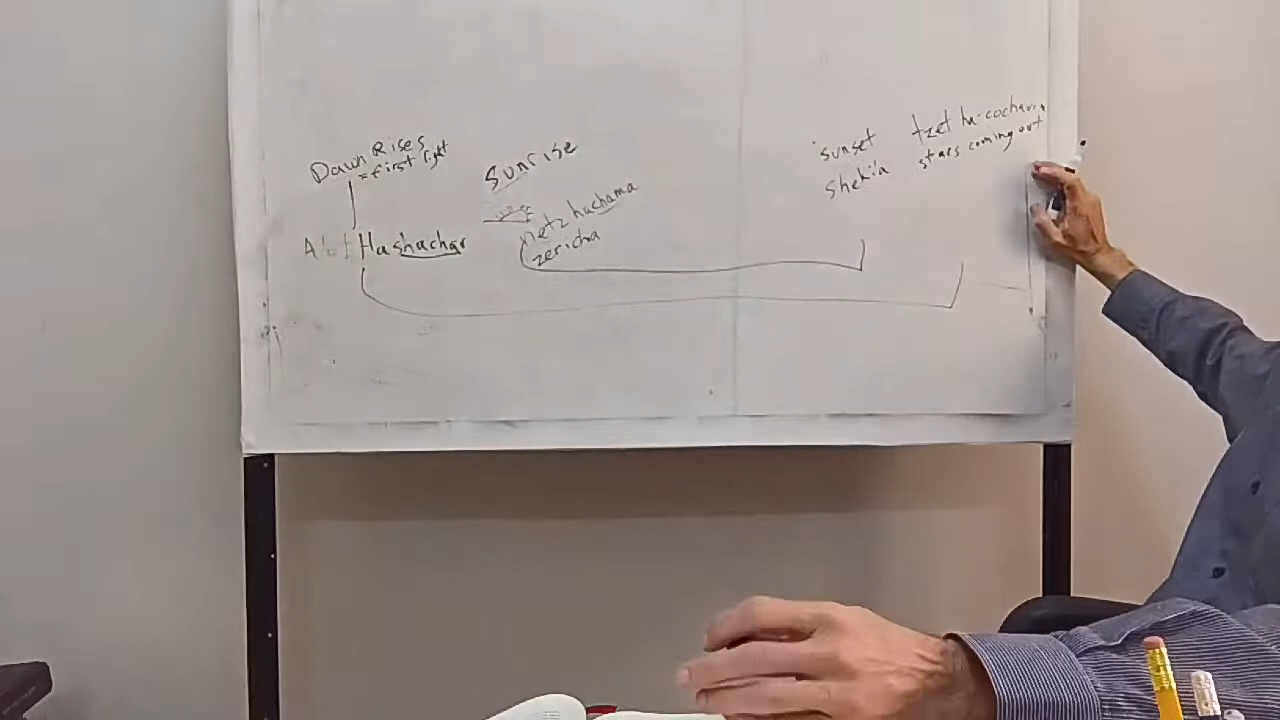 Dawn Rises
= first light
Alot Hashachar
Sunrise
netz hachama
zericha
sunset
shekia
tzet ha-cochavim
stars coming out